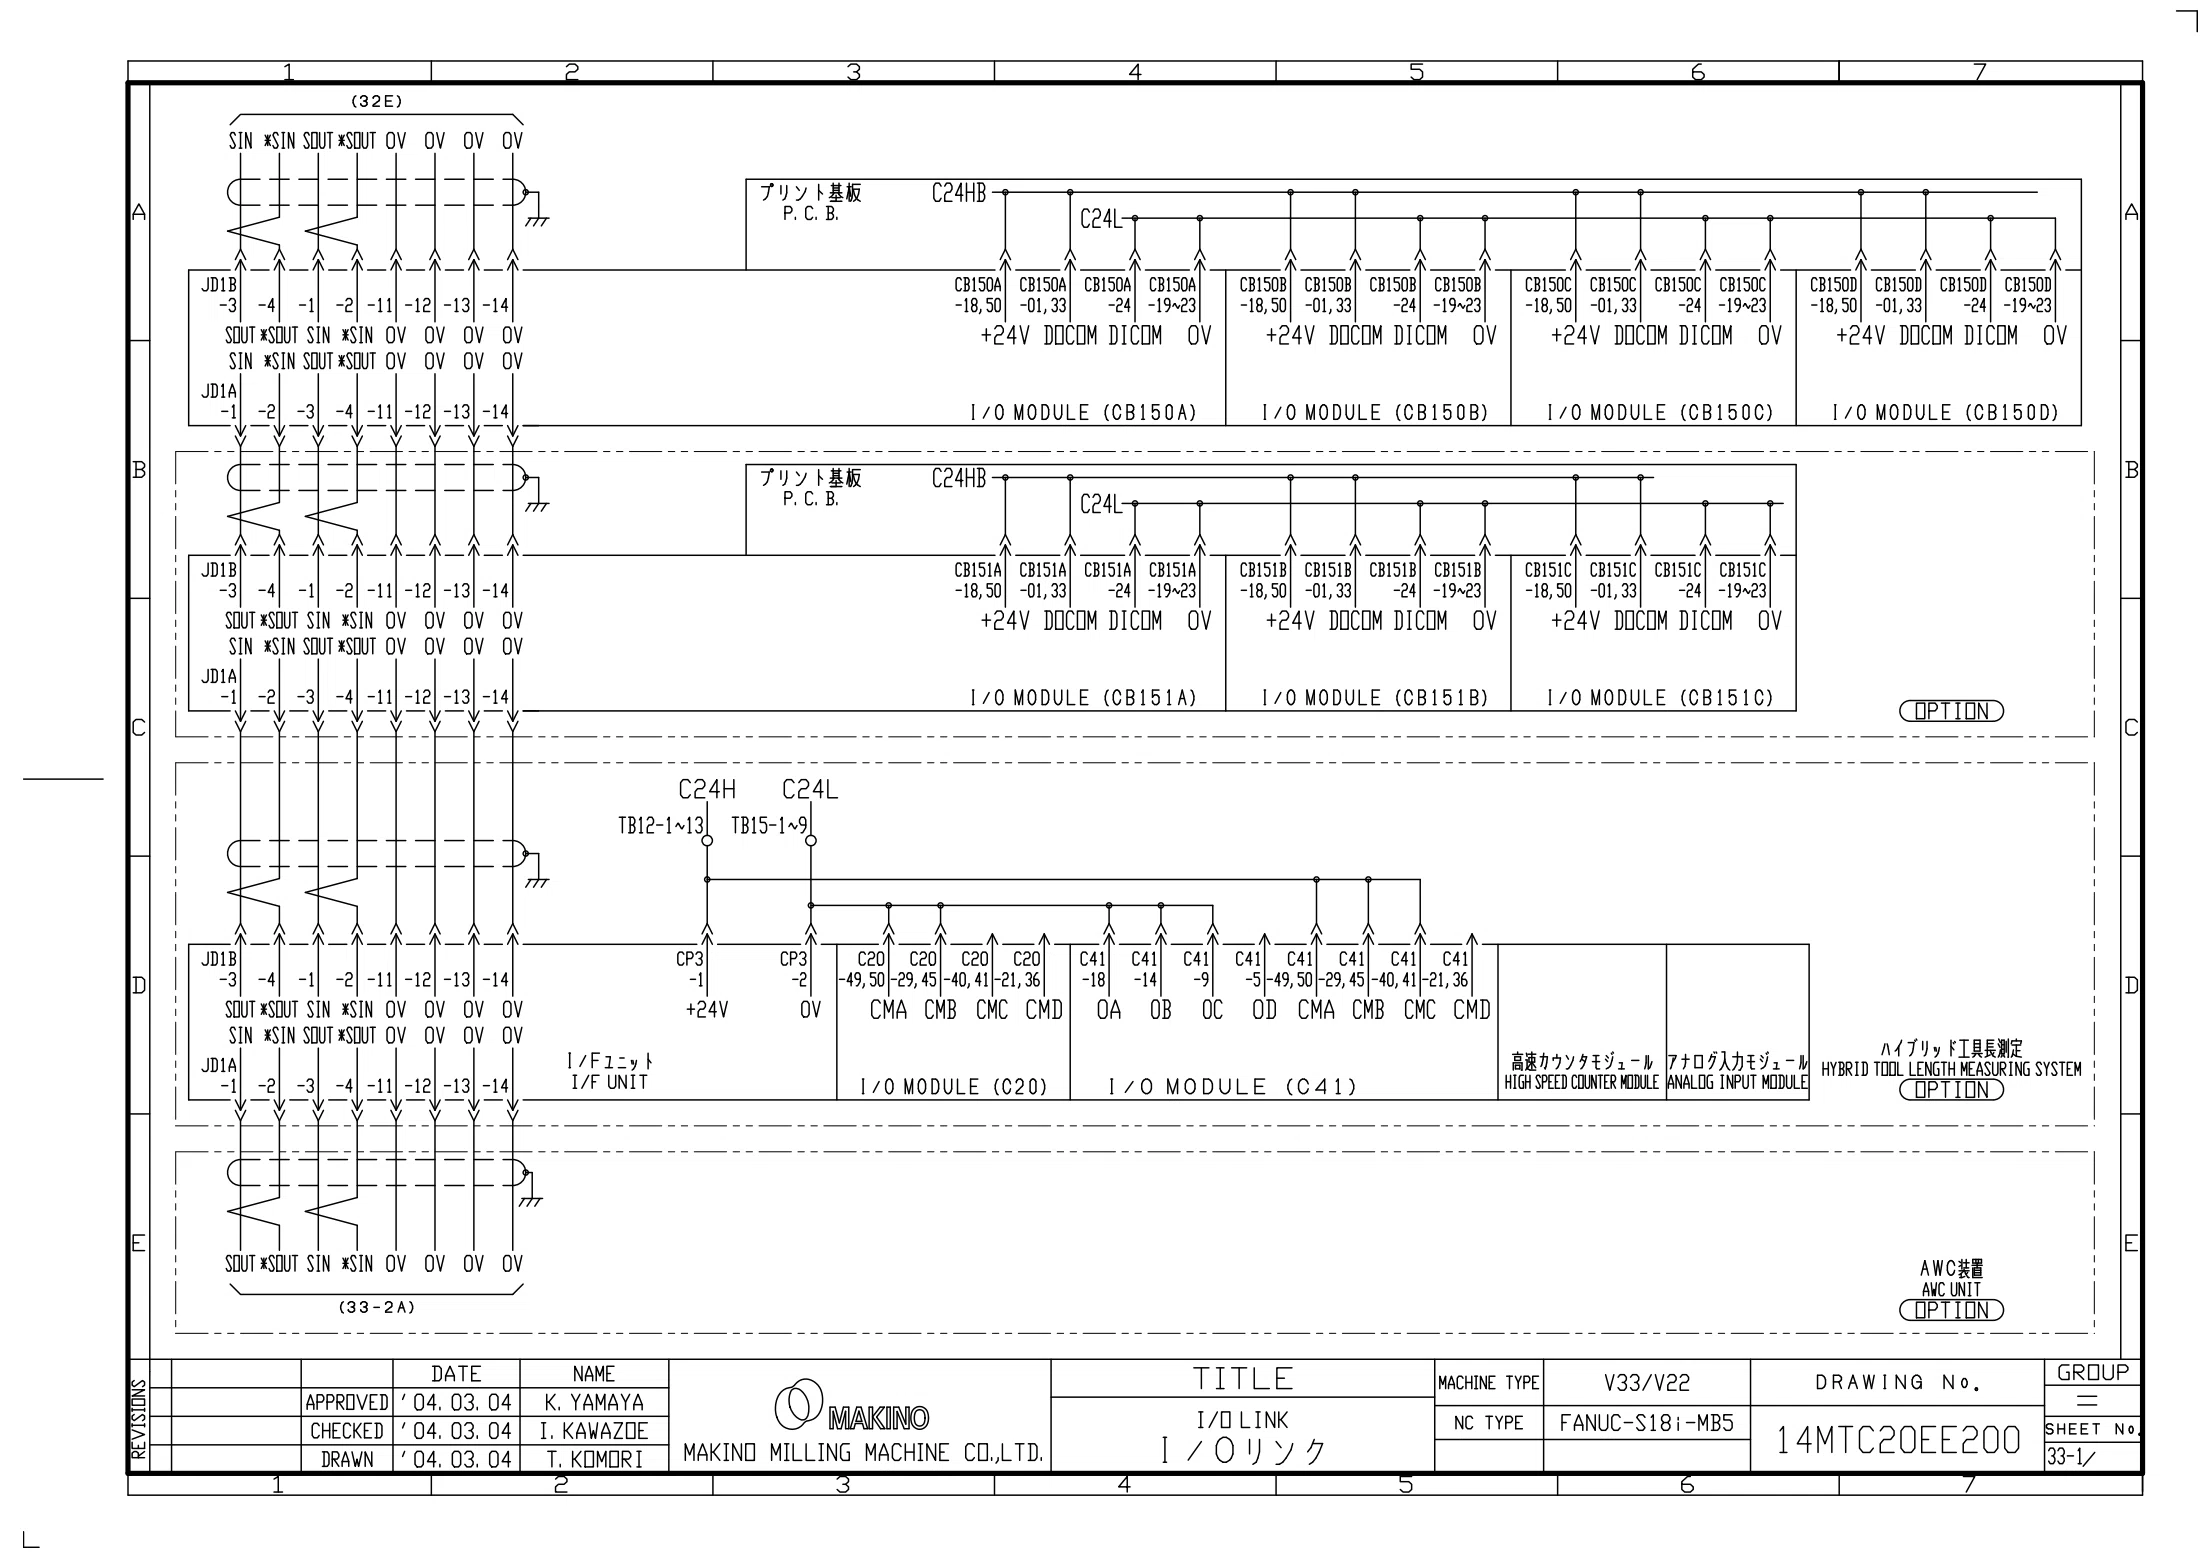 1 2 3 4 5 6 7
(32E)
SIN *SIN SOUT *SOUT 0V 0V 0V 0V
A A
プリント基板 C24HB
P.C.B. C24L
JD1B CB150A CB150A CB150A CB150A CB150B CB150B CB150B CB150B CB150C CB150C CB150C CB150C CB150D CB150D CB150D CB150D
-3 -4 -1 -2 -11 -12 -13 -14 -18,50 -01,33 -24 -19~23 -18,50 -01,33 -24 -19~23 -18,50 -01,33 -24 -19~23 -18,50 -01,33 -24 -19~23
SOUT *SOUT SIN *SIN 0V 0V 0V 0V +24V DOCOM DICOM 0V +24V DOCOM DICOM 0V +24V DOCOM DICOM 0V +24V DOCOM DICOM 0V
SIN *SIN SOUT *SOUT 0V 0V 0V 0V
JD1A
-1 -2 -3 -4 -11 -12 -13 -14 I/O MODULE (CB150A) I/O MODULE (CB150B) I/O MODULE (CB150C) I/O MODULE (CB150D)
B B
プリント基板 C24HB
P.C.B. C24L
JD1B CB151A CB151A CB151A CB151A CB151B CB151B CB151B CB151B CB151C CB151C CB151C CB151C
-3 -4 -1 -2 -11 -12 -13 -14 -18,50 -01,33 -24 -19~23 -18,50 -01,33 -24 -19~23 -18,50 -01,33 -24 -19~23
SOUT *SOUT SIN *SIN 0V 0V 0V 0V +24V DOCOM DICOM 0V +24V DOCOM DICOM 0V +24V DOCOM DICOM 0V
SIN *SIN SOUT *SOUT 0V 0V 0V 0V
JD1A
-1 -2 -3 -4 -11 -12 -13 -14 I/O MODULE (CB151A) I/O MODULE (CB151B) I/O MODULE (CB151C)
OPTION
C C
C24H C24L
TB12-1~13 TB15-1~9
JD1B CP3 CP3 C20 C20 C20 C20 C41 C41 C41 C41 C41 C41 C41 C41
-3 -4 -1 -2 -11 -12 -13 -14 -1 -2 -49,50 -29,45 -40,41 -21,36 -18 -14 -9 -5 -49,50 -29,45 -40,41 -21,36
D D
SOUT *SOUT SIN *SIN 0V 0V 0V 0V +24V 0V CMA CMB CMC CMD 0A 0B 0C 0D CMA CMB CMC CMD
SIN *SIN SOUT *SOUT 0V 0V 0V 0V
JD1A
-1 -2 -3 -4 -11 -12 -13 -14
I/Fユニット
I/F UNIT
I/O MODULE (C20) I/O MODULE (C41)
高速カウンタモジュール アナログ入力モジュール
HIGH SPEED COUNTER MODULE ANALOG INPUT MODULE
ハイブリッド工具長測定
HYBRID TOOL LENGTH MEASURING SYSTEM
OPTION
E E
SOUT *SOUT SIN *SIN 0V 0V 0V 0V
(33-2A)
AWC装置
AWC UNIT
OPTION
REVISIONS
DATE NAME
APPROVED '04.03.04 K. YAMAYA
CHECKED '04.03.04 I. KAWAZOE
DRAWN '04.03.04 T. KOMORI
MAKINO
MAKINO MILLING MACHINE CO.,LTD.
TITLE
I/O LINK
I/Oリンク
MACHINE TYPE V33/V22
NC TYPE FANUC-S18i-MB5
DRAWING No.
14MTC20EE200
GROUP
=
SHEET No.
33-1/
1 2 3 4 5 6 7